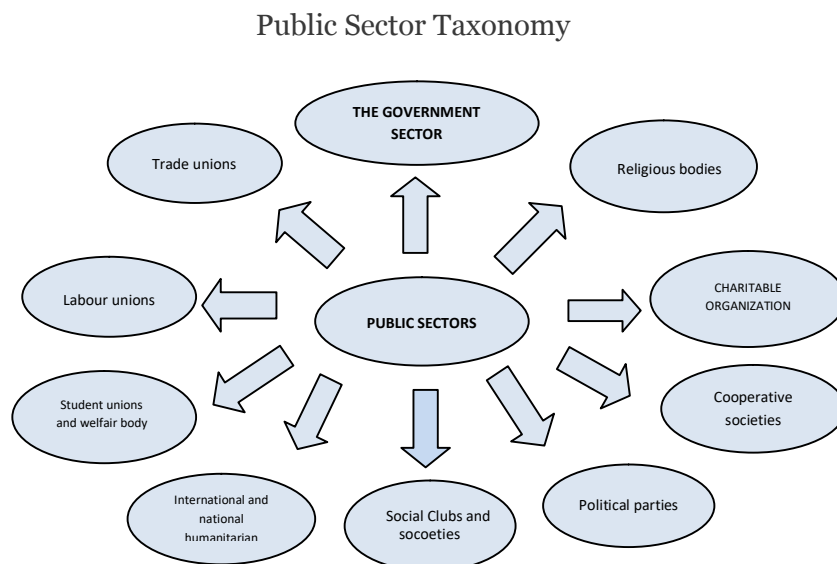 Public Sector Taxonomy
THE GOVERNMENT
SECTOR
Trade unions
Religious bodies
Labour unions
PUBLIC SECTORS
CHARITABLE
ORGANIZATION
Student unions
and welfair body
Cooperative
societies
International and
national
humanitarian
Social Clubs and
socoeties
Political parties